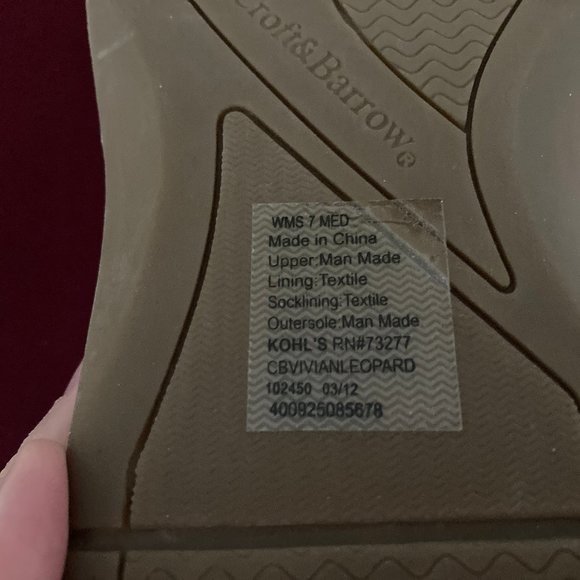 Croft&Barrow®
WMS 7 MED
Made in China
Upper:Man Made
Lining:Textile
Socklining:Textile
Outersole:Man Made
KOHL'S RN#73277
CBVIVIANLEOPARD
102450 03/12
400925085678